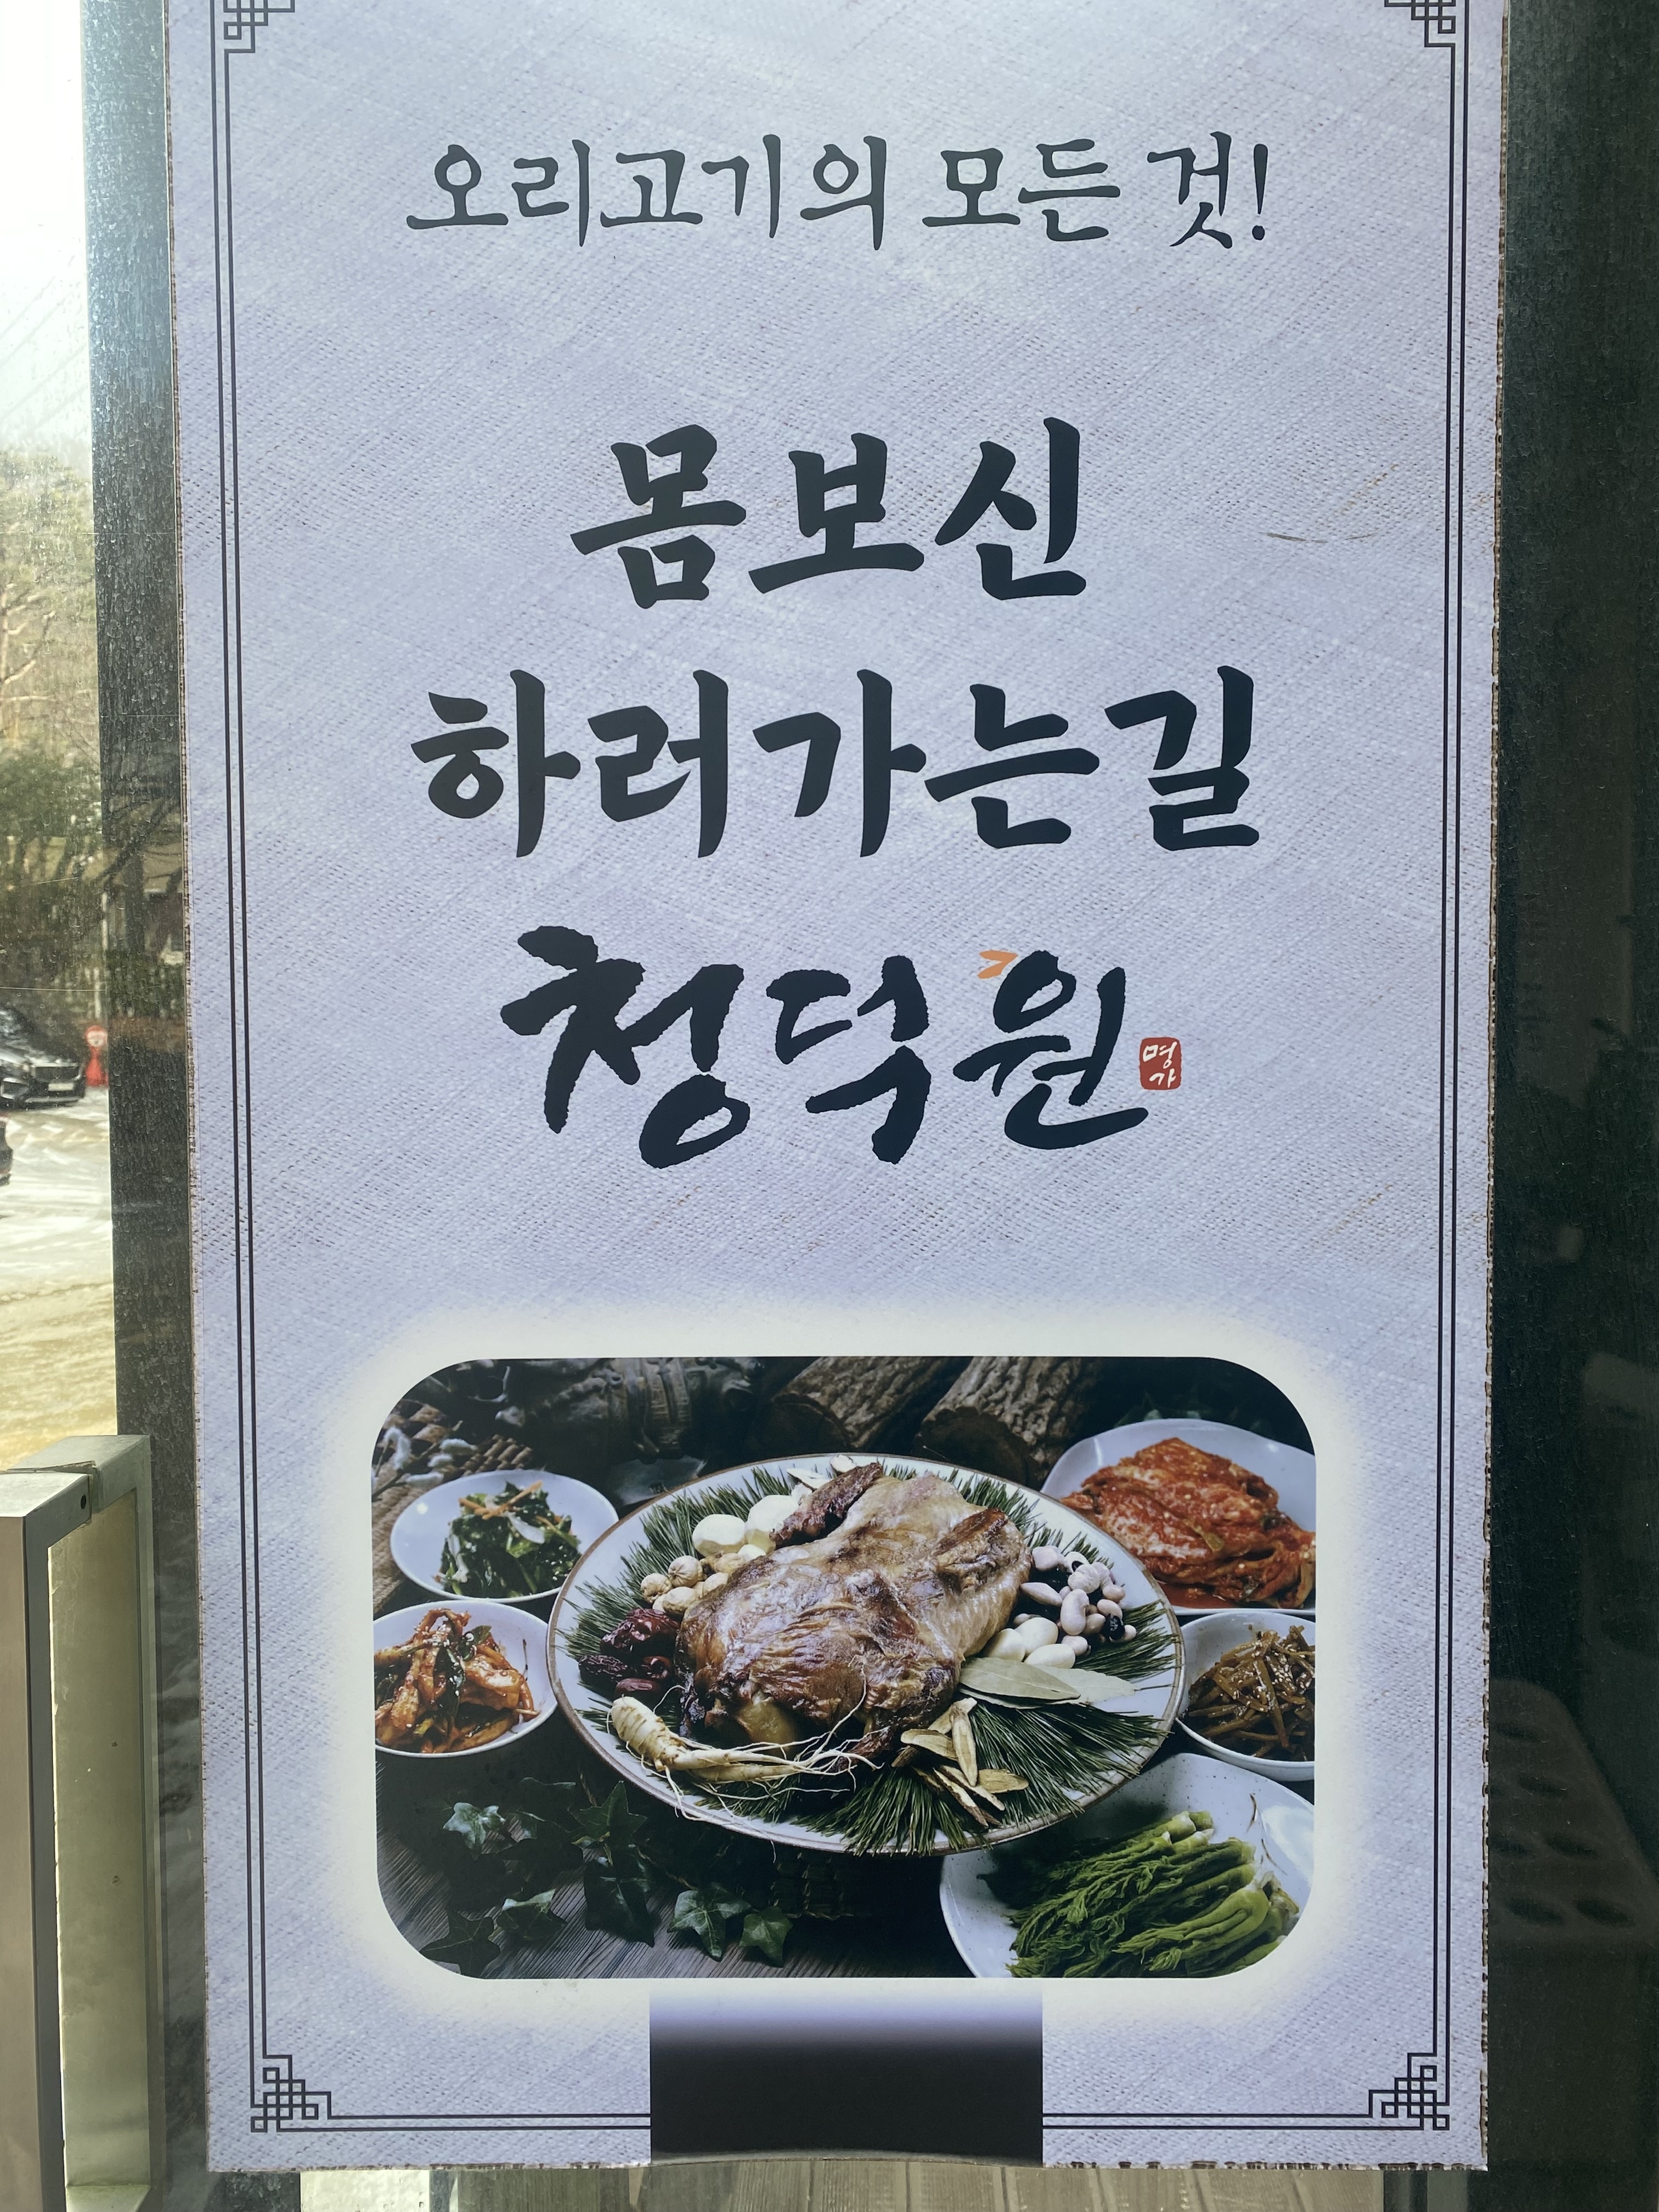 오리고기의 모든 것!
몸보신
하러가는길
청덕원
명가